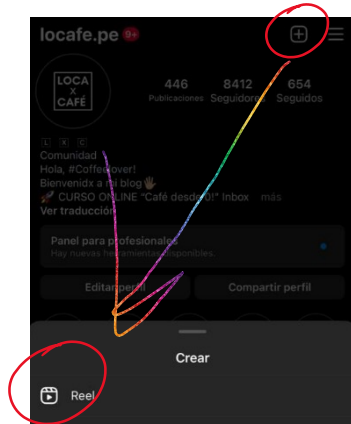 locafe.pe 9+
LOCA
X
CAFÉ
446 8412 654
Publicaciones Seguidores Seguidos
L X C
Comunidad
Hola, #Coffeelover!
Bienvenidx a mi blog🖐
🚀 CURSO ONLINE "Café desde 0!" Inbox más
Ver traducción
Panel para profesionales
Hay nuevas herramientas disponibles.
Editar perfil Compartir perfil
Crear
Reel